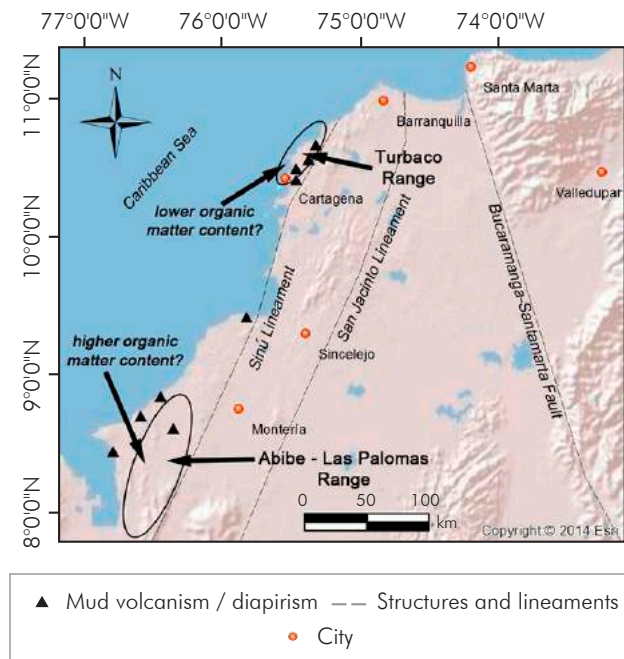 77°0'0"W 76°0'0"W 75°0'0"W 74°0'0"W
11°0'0"N
10°0'0"N
9°0'0"N
8°0'0"N
N
Caribbean Sea
Santa Marta
Barranquilla
Turbaco
Range
Valledupar
Cartagena
lower organic
matter content?
Bucaramanga-Santamarta Fault
San Jacinto Lineament
Sinú Lineament
higher organic
matter content?
Sincelejo
Montería
Abibe - Las Palomas
Range
0 50 100
km
Copyright:© 2014 Esri
▲ Mud volcanism / diapirism — — Structures and lineaments
City